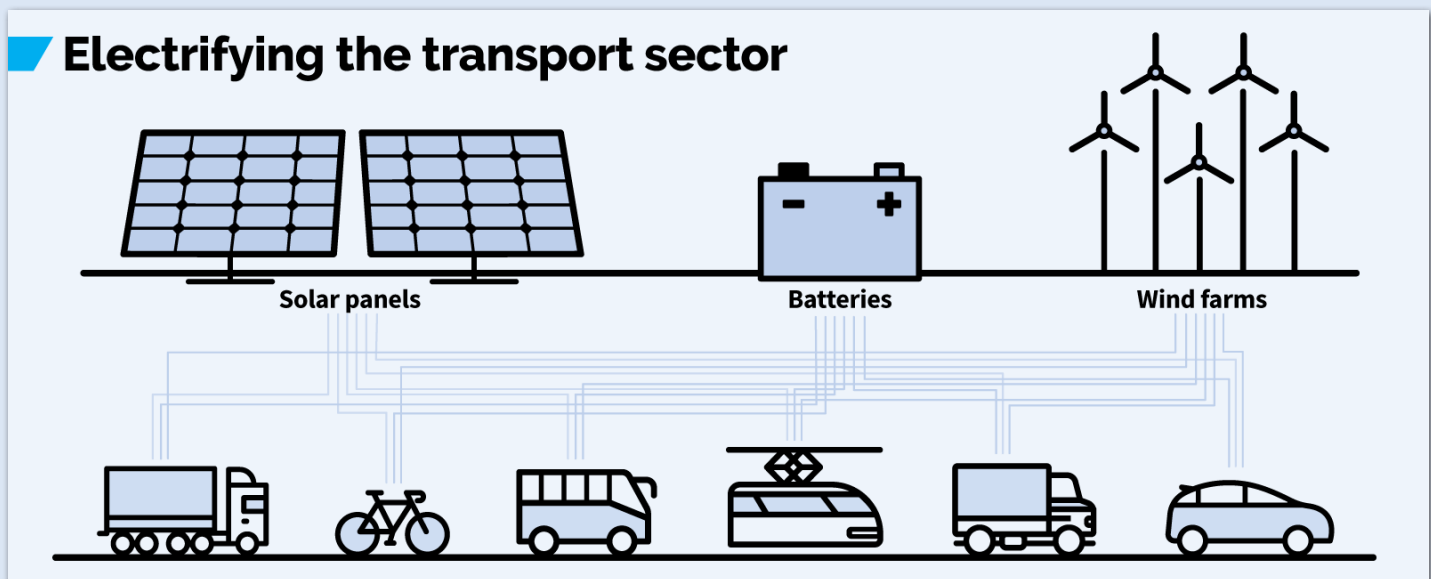 Electrifying the transport sector
Solar panels
Batteries
Wind farms